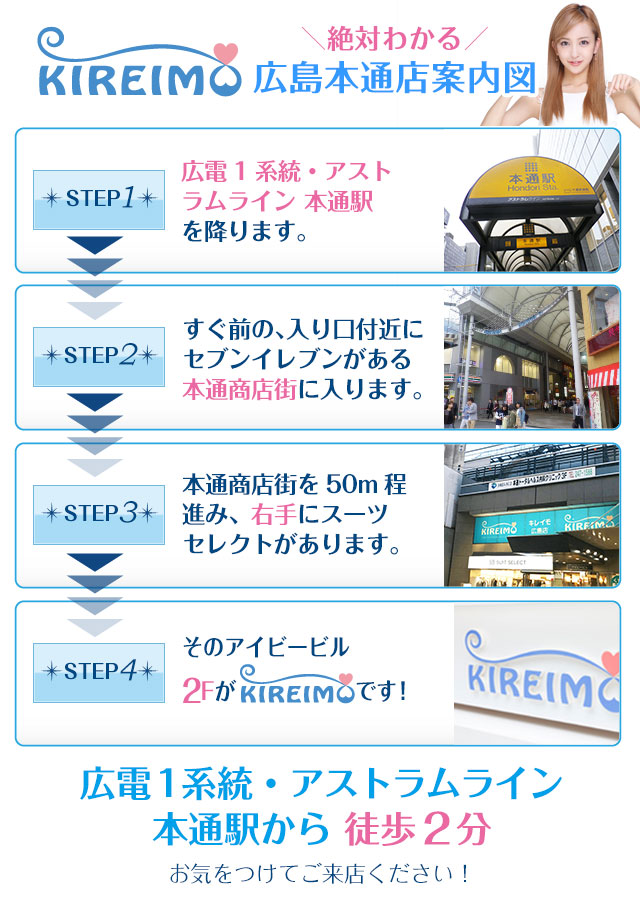 ＼絶対わかる／
KIREIMO 広島本通店案内図
STEP1
広電１系統・アスト
ラムライン 本通駅
を降ります。
本通駅
Hondori Sta.
STEP2
すぐ前の、入り口付近に
セブンイレブンがある
本通商店街に入ります。
STEP3
本通商店街を50m程
進み、右手にスーツ
セレクトがあります。
KIREIMO キレイモ 広島店 KIREIMO
SUIT SELECT
STEP4
そのアイビービル
2FがKIREIMOです！
KIREIMO
広電１系統・アストラムライン
本通駅から 徒歩２分
お気をつけてご来店ください！